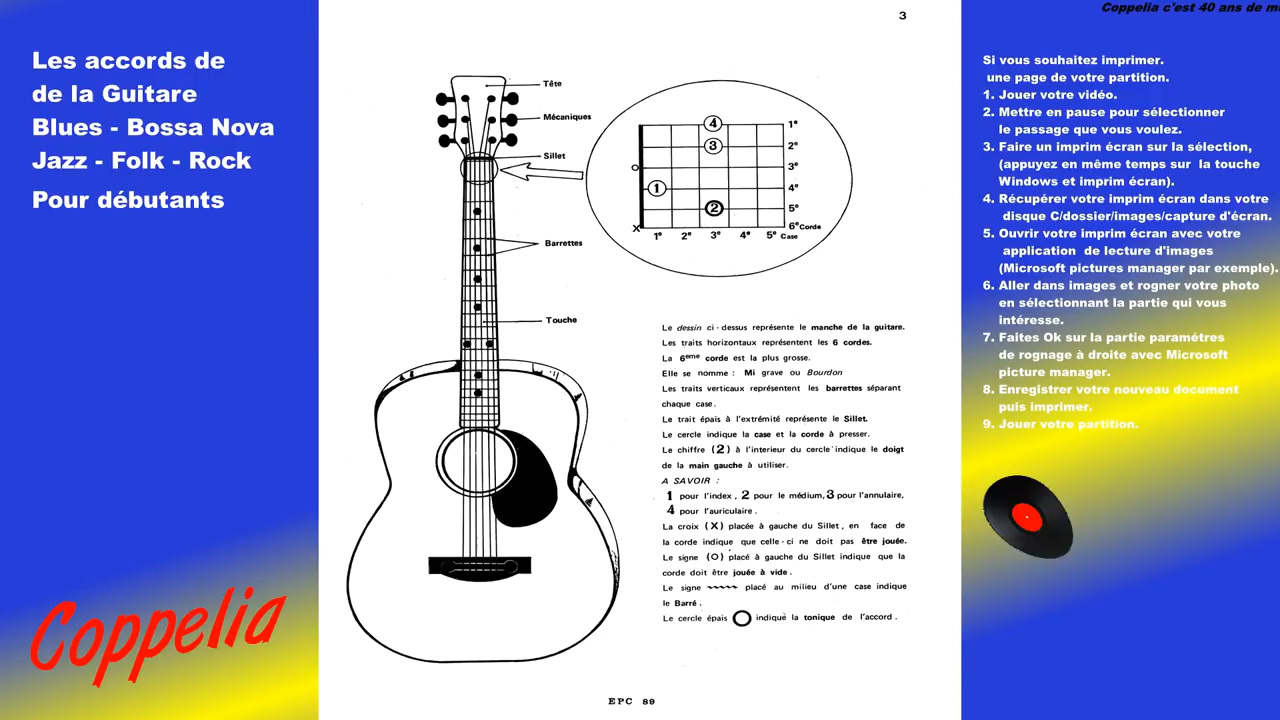 Coppelia c'est 40 ans de m
Les accords de
de la Guitare
Blues - Bossa Nova
Jazz - Folk - Rock
Pour débutants
Coppelia
3
Tête
Mécaniques
Sillet
Barrettes
Touche
4
3
1
2
O
X
1e
2e
3e
4e
5e
6e Corde
1e 2e 3e 4e 5e Case
Le dessin ci-dessus représente le manche de la guitare.
Les traits horizontaux représentent les 6 cordes.
La 6eme corde est la plus grosse.
Elle se nomme : Mi grave ou Bourdon
Les traits verticaux représentent les barrettes séparant
chaque case.
Le trait épais à l'extrémité représente le Sillet.
Le cercle indique la case et la corde à presser.
Le chiffre (2) à l'interieur du cercle indique le doigt
de la main gauche à utiliser.
A SAVOIR :
1 pour l'index, 2 pour le médium, 3 pour l'annulaire,
4 pour l'auriculaire.
La croix (X) placée à gauche du Sillet, en face de
la corde indique que celle-ci ne doit pas être jouée.
Le signe (O) placé à gauche du Sillet indique que la
corde doit être jouée à vide.
Le signe placé au milieu d'une case indique
le Barré.
Le cercle épais indique la tonique de l'accord.
EPC 89
Si vous souhaitez imprimer.
une page de votre partition.
1. Jouer votre vidéo.
2. Mettre en pause pour sélectionner
le passage que vous voulez.
3. Faire un imprim écran sur la sélection,
(appuyez en même temps sur la touche
Windows et imprim écran).
4. Récupérer votre imprim écran dans votre
disque C/dossier/images/capture d'écran.
5. Ouvrir votre imprim écran avec votre
application de lecture d'images
(Microsoft pictures manager par exemple).
6. Aller dans images et rogner votre photo
en sélectionnant la partie qui vous
intéresse.
7. Faites Ok sur la partie paramétres
de rognage à droite avec Microsoft
picture manager.
8. Enregistrer votre nouveau document
puis imprimer.
9. Jouer votre partition.